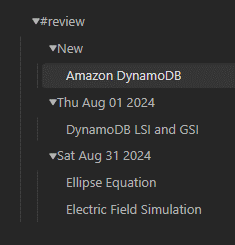 #review
New
Amazon DynamoDB
Thu Aug 01 2024
DynamoDB LSI and GSI
Sat Aug 31 2024
Ellipse Equation
Electric Field Simulation